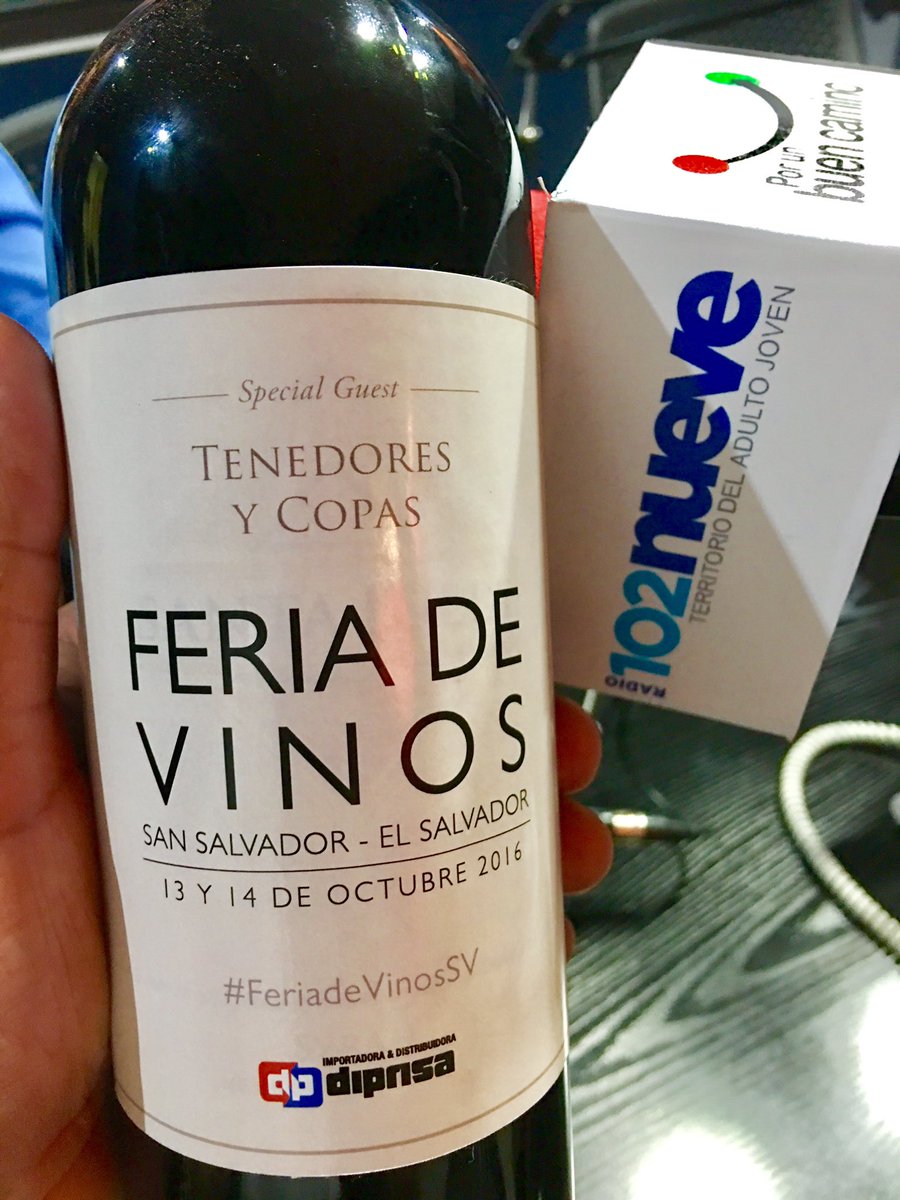 Special Guest
TENEDORES
Y COPAS
FERIA DE
VINOS
SAN SALVADOR - EL SALVADOR
13 Y 14 DE OCTUBRE 2016
#FeriadeVinosSV
IMPORTADORA & DISTRIBUIDORA
dp diprisa
Por un
buen camino
RADIO 102nueve
TERRITORIO DEL ADULTO JOVEN